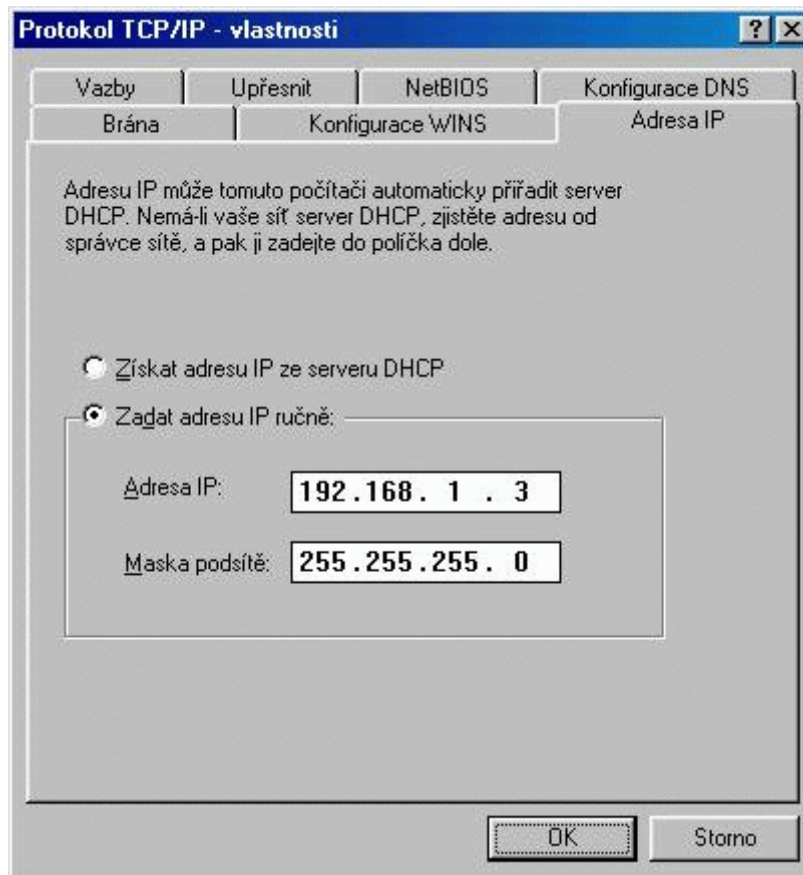 Protokol TCP/IP - vlastnosti
Vazby Upřesnit NetBIOS Konfigurace DNS
Brána Konfigurace WINS Adresa IP
Adresu IP může tomuto počítači automaticky přiřadit server
DHCP. Nemá-li vaše síť server DHCP, zjistěte adresu od
správce sítě, a pak ji zadejte do políčka dole.
Získat adresu IP ze serveru DHCP
Zadat adresu IP ručně:
Adresa IP: 192.168. 1 . 3
Maska podsítě: 255.255.255. 0
OK Storno